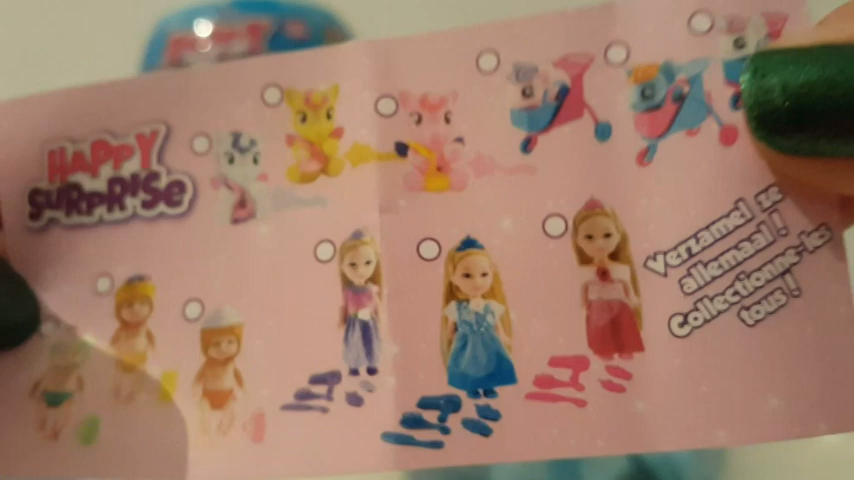 HAPPY
SURPRISE
Verzamel ze
allemaal!
Collectionne-les
tous!